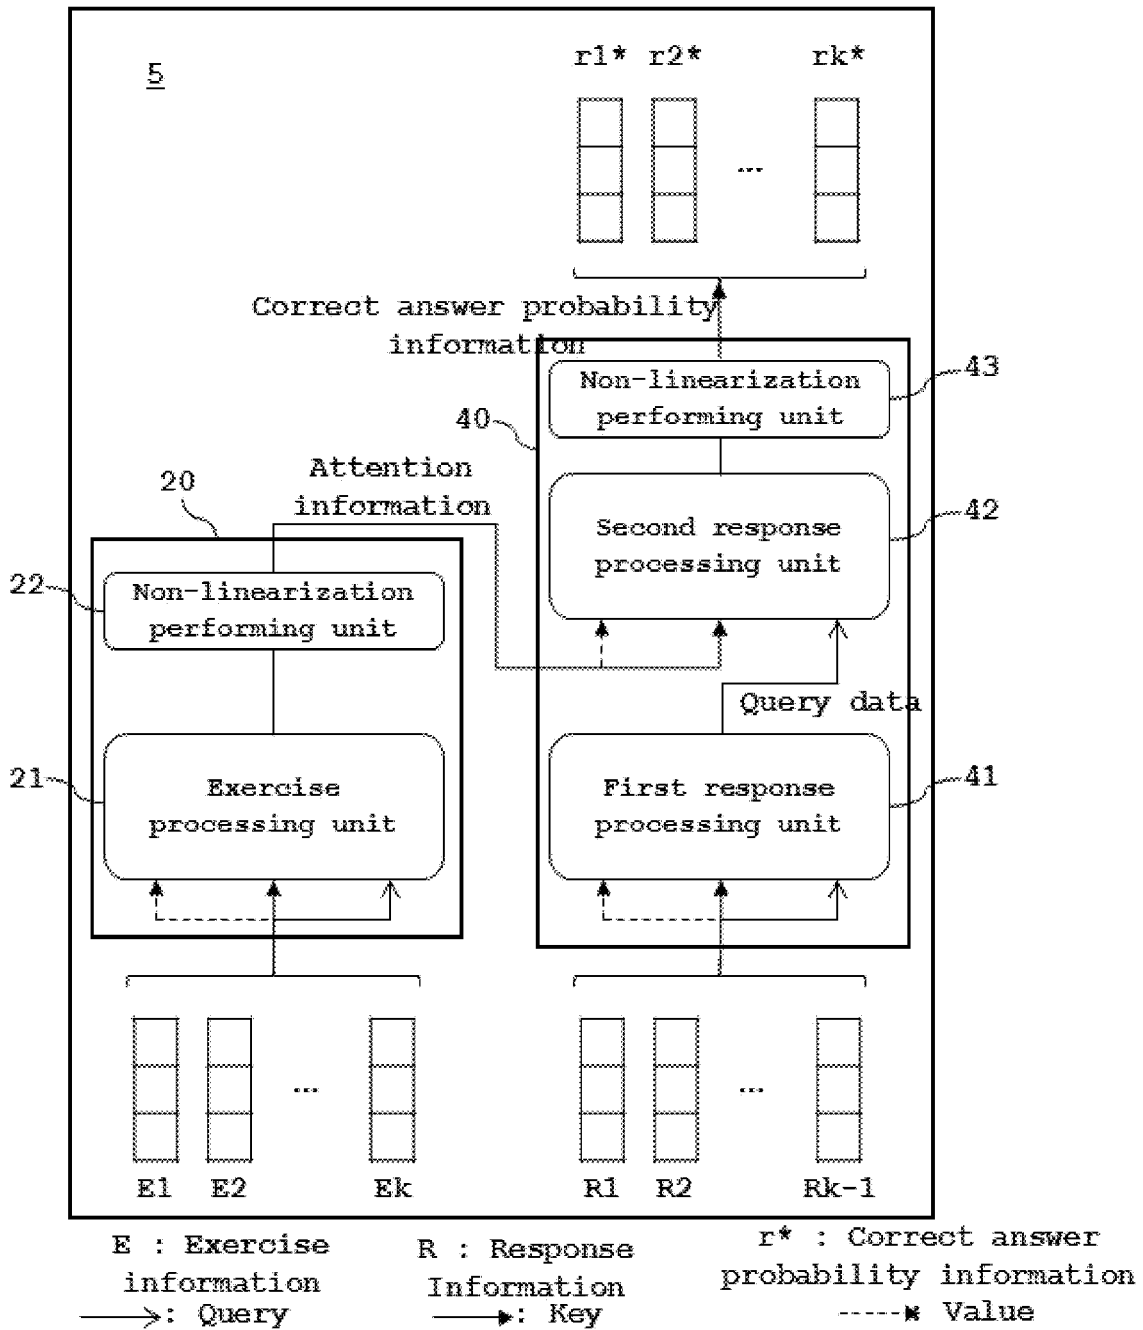 5
r1* r2* rk*
...
Correct answer probability
information
Non-linearization
performing unit
43
40
Attention
information
20
Second response
processing unit
42
22
Non-linearization
performing unit
Query data
21
Exercise
processing unit
First response
processing unit
41
... ...
E1 E2 Ek R1 R2 Rk-1
E : Exercise
information
R : Response
Information
r* : Correct answer
probability information
: Query : Key : Value